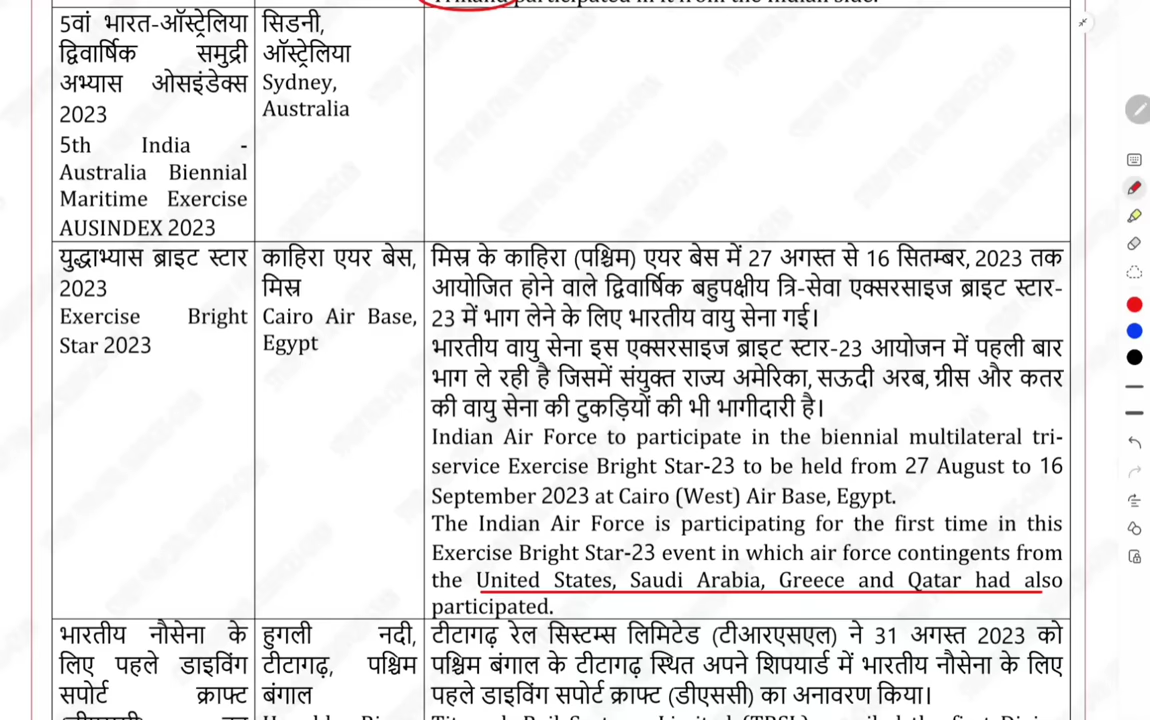 Trikand participated in it from the Indian side.
5वां भारत-ऑस्ट्रेलिया
द्विवार्षिक समुद्री
अभ्यास ओसइंडेक्स
2023
5th India -
Australia Biennial
Maritime Exercise
AUSINDEX 2023
सिडनी,
ऑस्ट्रेलिया
Sydney,
Australia
युद्धाभ्यास ब्राइट स्टार
2023
Exercise Bright
Star 2023
काहिरा एयर बेस,
मिस्र
Cairo Air Base,
Egypt
मिस्र के काहिरा (पश्चिम) एयर बेस में 27 अगस्त से 16 सितम्बर, 2023 तक
आयोजित होने वाले द्विवार्षिक बहुपक्षीय त्रि-सेवा एक्सरसाइज ब्राइट स्टार-
23 में भाग लेने के लिए भारतीय वायु सेना गई।
भारतीय वायु सेना इस एक्सरसाइज ब्राइट स्टार-23 आयोजन में पहली बार
भाग ले रही है जिसमें संयुक्त राज्य अमेरिका, सऊदी अरब, ग्रीस और कतर
की वायु सेना की टुकड़ियों की भी भागीदारी है।
Indian Air Force to participate in the biennial multilateral tri-
service Exercise Bright Star-23 to be held from 27 August to 16
September 2023 at Cairo (West) Air Base, Egypt.
The Indian Air Force is participating for the first time in this
Exercise Bright Star-23 event in which air force contingents from
the United States, Saudi Arabia, Greece and Qatar had also
participated.
भारतीय नौसेना के
लिए पहले डाइविंग
सपोर्ट क्राफ्ट
हुगली नदी,
टीटागढ़, पश्चिम
बंगाल
टीटागढ़ रेल सिस्टम्स लिमिटेड (टीआरएसएल) ने 31 अगस्त 2023 को
पश्चिम बंगाल के टीटागढ़ स्थित अपने शिपयार्ड में भारतीय नौसेना के लिए
पहले डाइविंग सपोर्ट क्राफ्ट (डीएससी) का अनावरण किया।